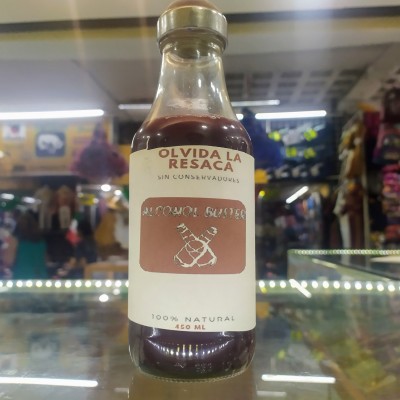 OLVIDA LA
RESACA
SIN CONSERVADORES
ALCOHOL BUSTER
100% NATURAL
450 ML